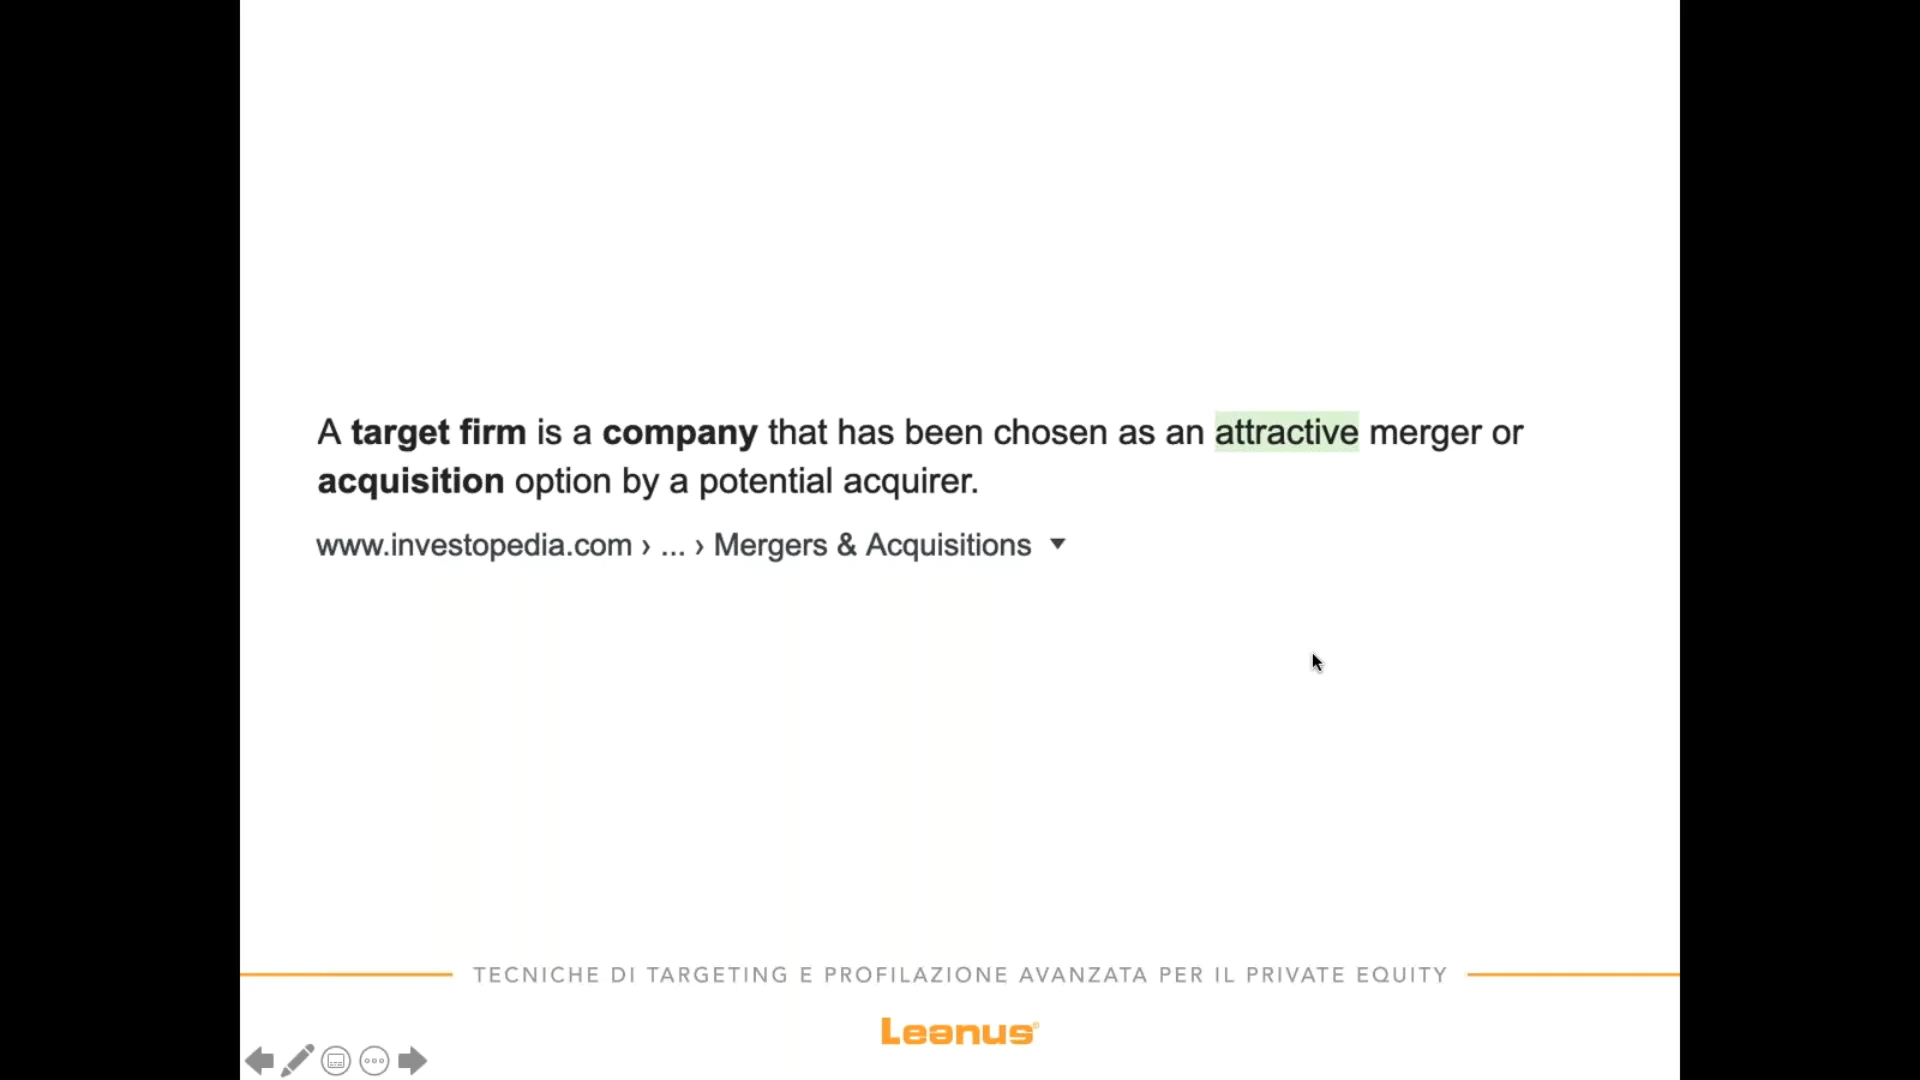 A target firm is a company that has been chosen as an attractive merger or
acquisition option by a potential acquirer.
www.investopedia.com › ... › Mergers & Acquisitions
TECNICHE DI TARGETING E PROFILAZIONE AVANZATA PER IL PRIVATE EQUITY
Leanus®